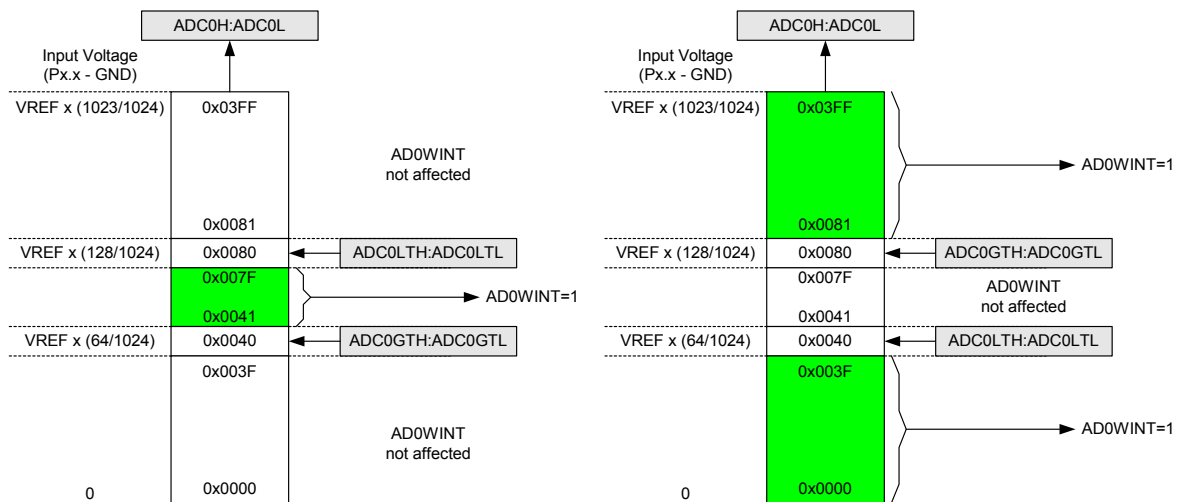 ADC0H:ADC0L
Input Voltage
(Px.x - GND)
VREF x (1023/1024)
0x03FF
AD0WINT
not affected
0x0081
VREF x (128/1024)
0x0080
ADC0LTH:ADC0LTL
0x007F
AD0WINT=1
0x0041
VREF x (64/1024)
0x0040
ADC0GTH:ADC0GTL
0x003F
AD0WINT
not affected
0
0x0000
ADC0H:ADC0L
Input Voltage
(Px.x - GND)
VREF x (1023/1024)
0x03FF
AD0WINT=1
0x0081
VREF x (128/1024)
0x0080
ADC0GTH:ADC0GTL
0x007F
AD0WINT
not affected
0x0041
VREF x (64/1024)
0x0040
ADC0LTH:ADC0LTL
0x003F
AD0WINT=1
0
0x0000